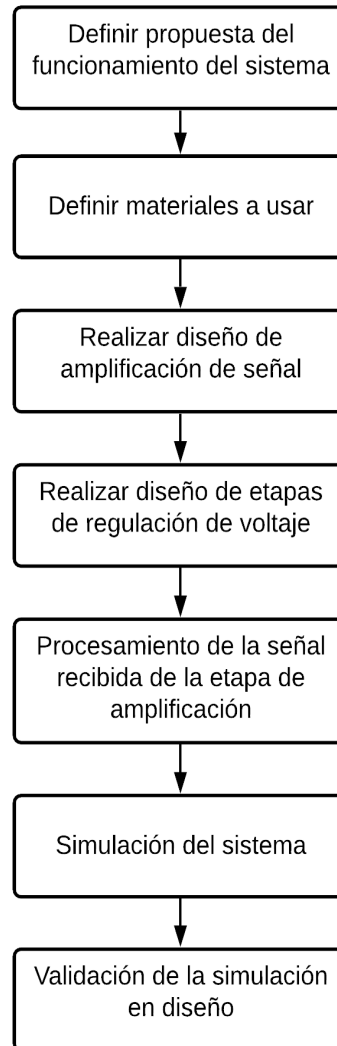 Definir propuesta del
funcionamiento del sistema
Definir materiales a usar
Realizar diseño de
amplificación de señal
Realizar diseño de etapas
de regulación de voltaje
Procesamiento de la señal
recibida de la etapa de
amplificación
Simulación del sistema
Validación de la simulación
en diseño